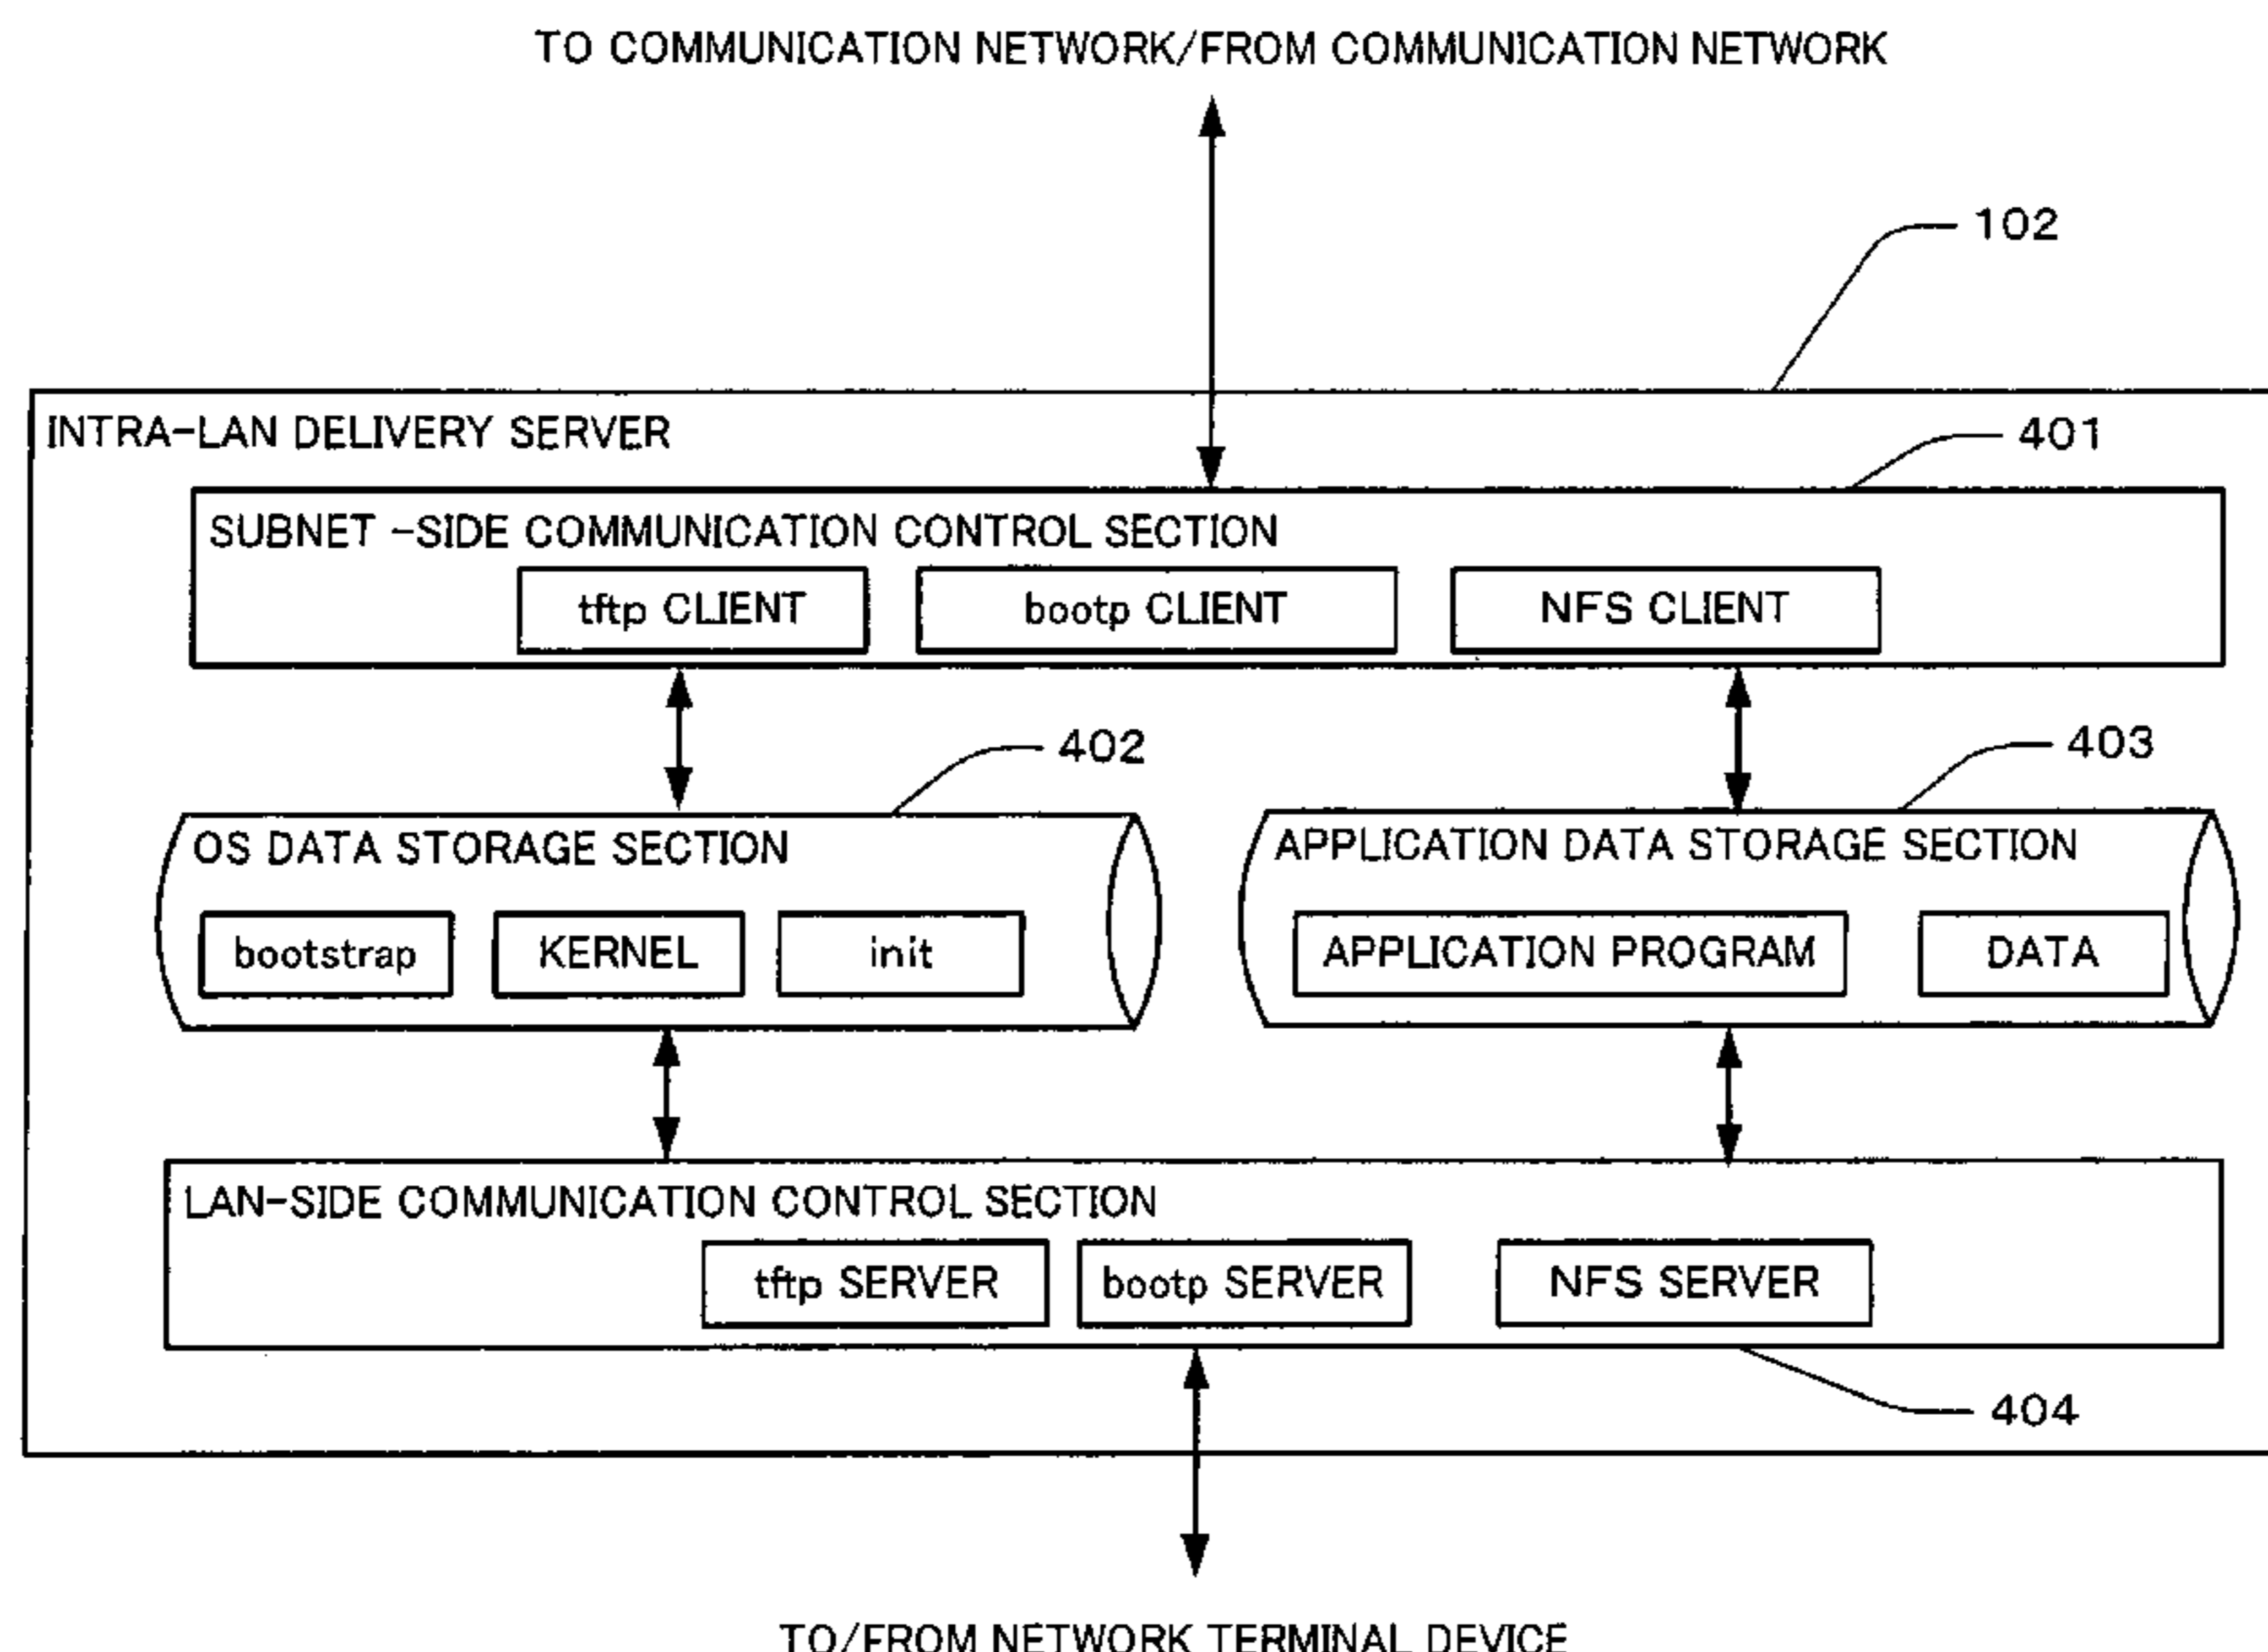 TO COMMUNICATION NETWORK/FROM COMMUNICATION NETWORK
102
INTRA-LAN DELIVERY SERVER
401
SUBNET -SIDE COMMUNICATION CONTROL SECTION
tftp CLIENT
bootp CLIENT
NFS CLIENT
402
403
OS DATA STORAGE SECTION
bootstrap
KERNEL
init
APPLICATION DATA STORAGE SECTION
APPLICATION PROGRAM
DATA
LAN-SIDE COMMUNICATION CONTROL SECTION
tftp SERVER
bootp SERVER
NFS SERVER
404
TO/FROM NETWORK TERMINAL DEVICE